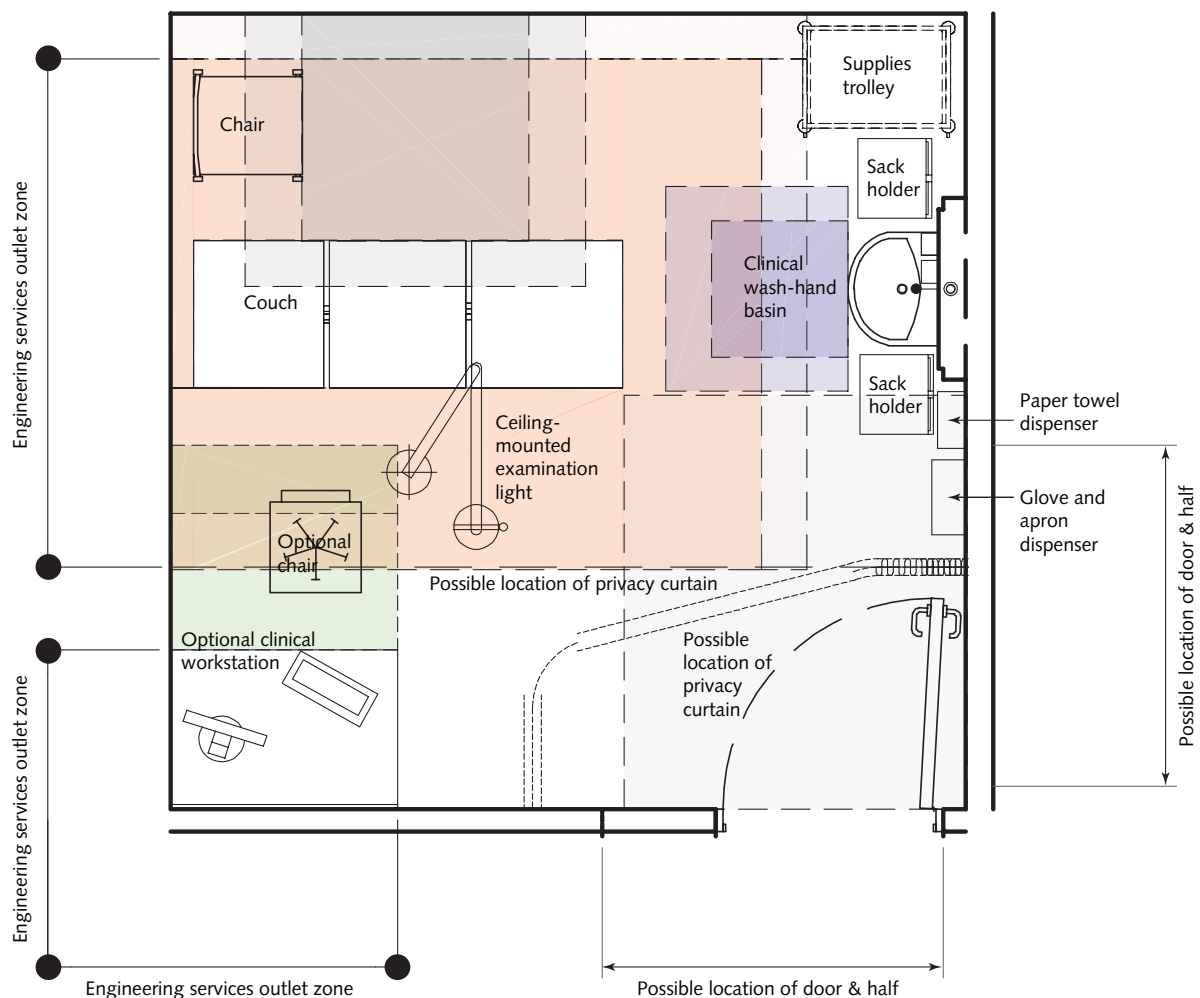 Supplies
trolley
Chair
Sack
holder
Engineering services outlet zone
Clinical
wash-hand
basin
Couch
Sack
holder
Paper towel
dispenser
Ceiling-
mounted
examination
light
Glove and
apron
dispenser
Possible location of door & half
Optional
chair
Possible location of privacy curtain
Optional clinical
workstation
Possible
location of
privacy
curtain
Engineering services outlet zone
Engineering services outlet zone
Possible location of door & half